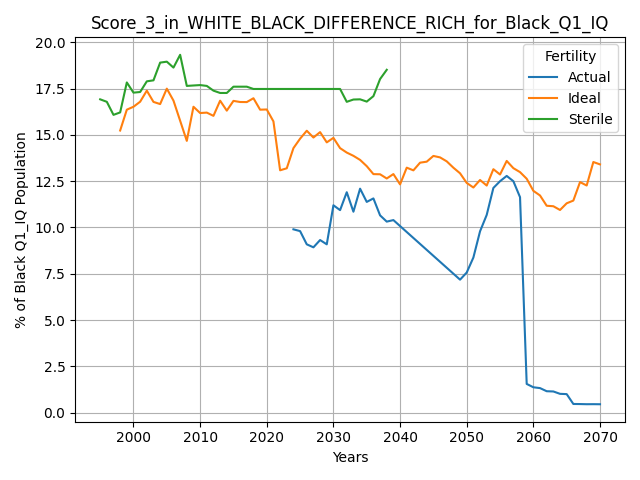 Score_3_in_WHITE_BLACK_DIFFERENCE_RICH_for_Black_Q1_IQ
20.0
17.5
15.0
12.5
10.0
7.5
5.0
2.5
0.0
% of Black Q1_IQ Population
Fertility
Actual
Ideal
Sterile
2000
2010
2020
2030
2040
2050
2060
2070
Years